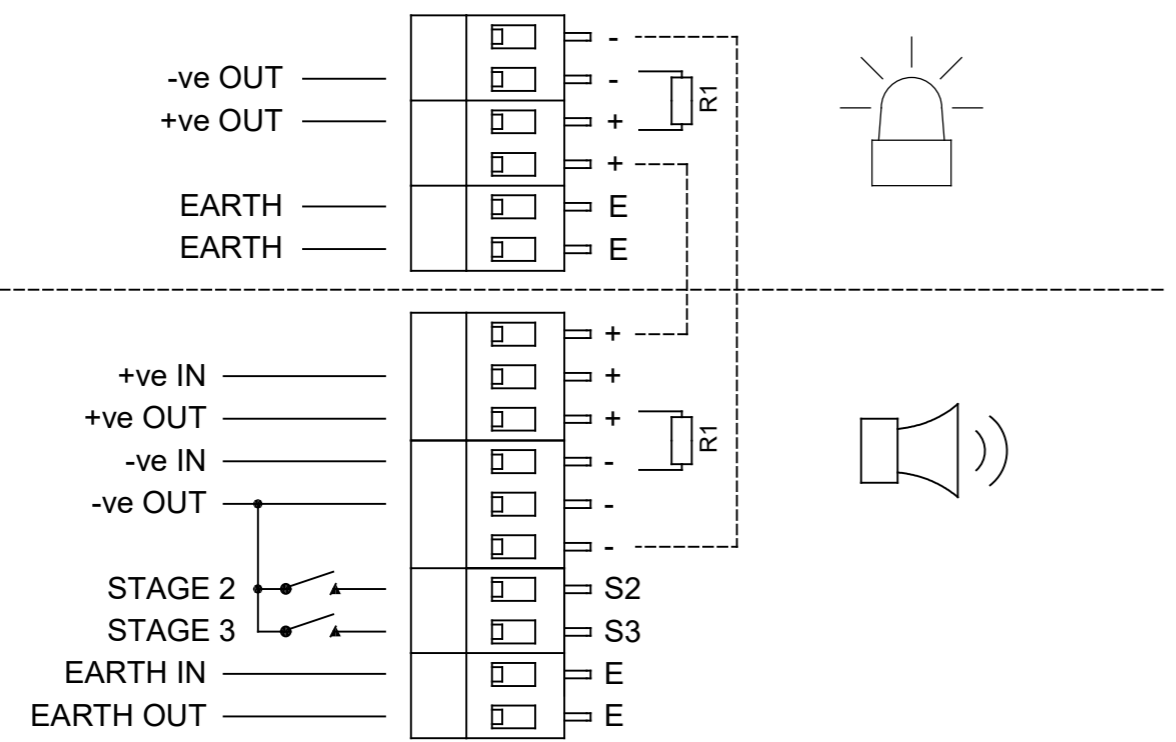 -
-ve OUT -
+ve OUT +
R1
+
EARTH E
EARTH E
+
+ve IN +
+ve OUT +
-ve IN -
R1
-ve OUT -
-
STAGE 2 S2
STAGE 3 S3
EARTH IN E
EARTH OUT E